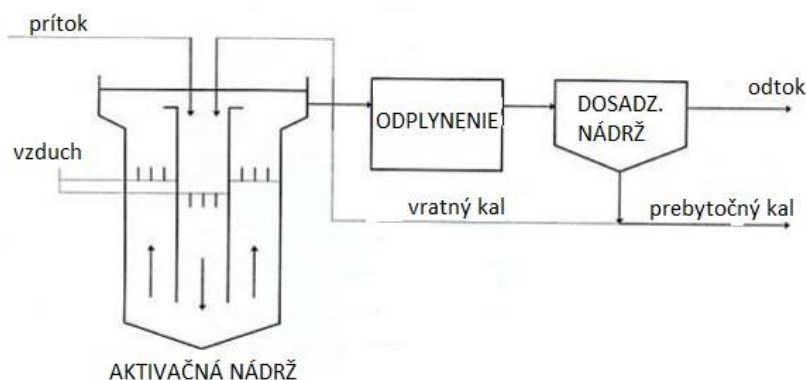 prítok
odtok
ODPLYNENIE
DOSADZ.
NÁDRŽ
vzduch
vratný kal
prebytočný kal
AKTIVAČNÁ NÁDRŽ